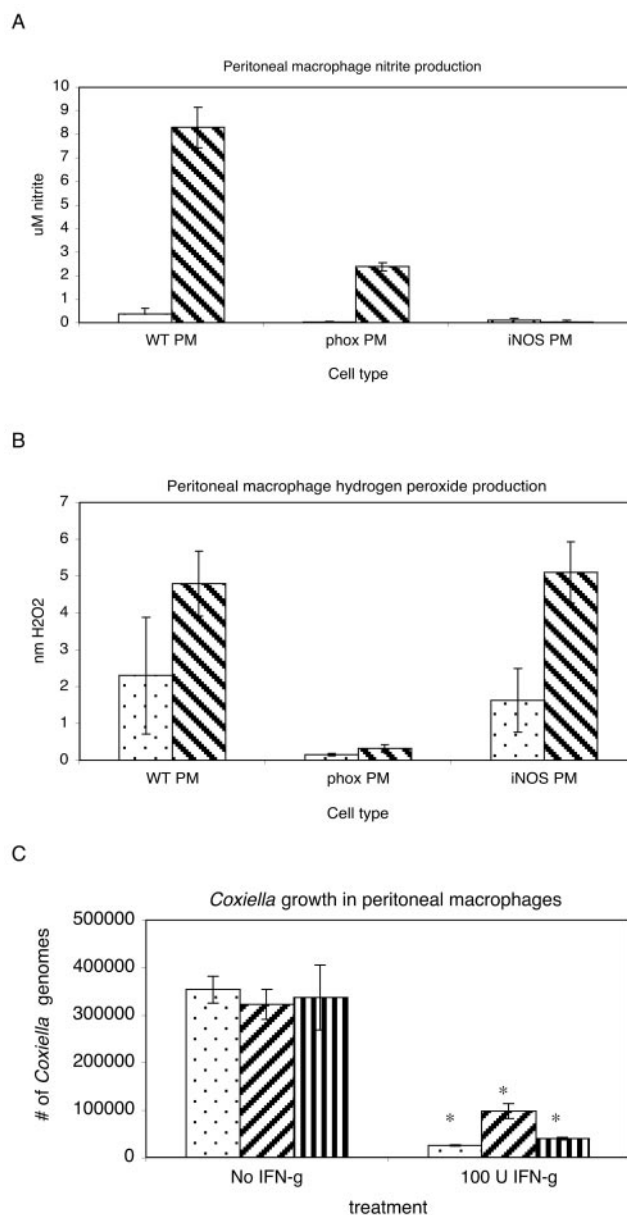 A
Peritoneal macrophage nitrite production
10
9
8
7
6
5
4
3
2
1
0
uM nitrite
WT PM phox PM iNOS PM
Cell type
B
Peritoneal macrophage hydrogen peroxide production
7
6
5
4
3
2
1
0
nm H2O2
WT PM phox PM iNOS PM
Cell type
C
Coxiella growth in peritoneal macrophages
500000
400000
300000
200000
100000
0
# of Coxiella genomes
* * *
No IFN-g 100 U IFN-g
treatment